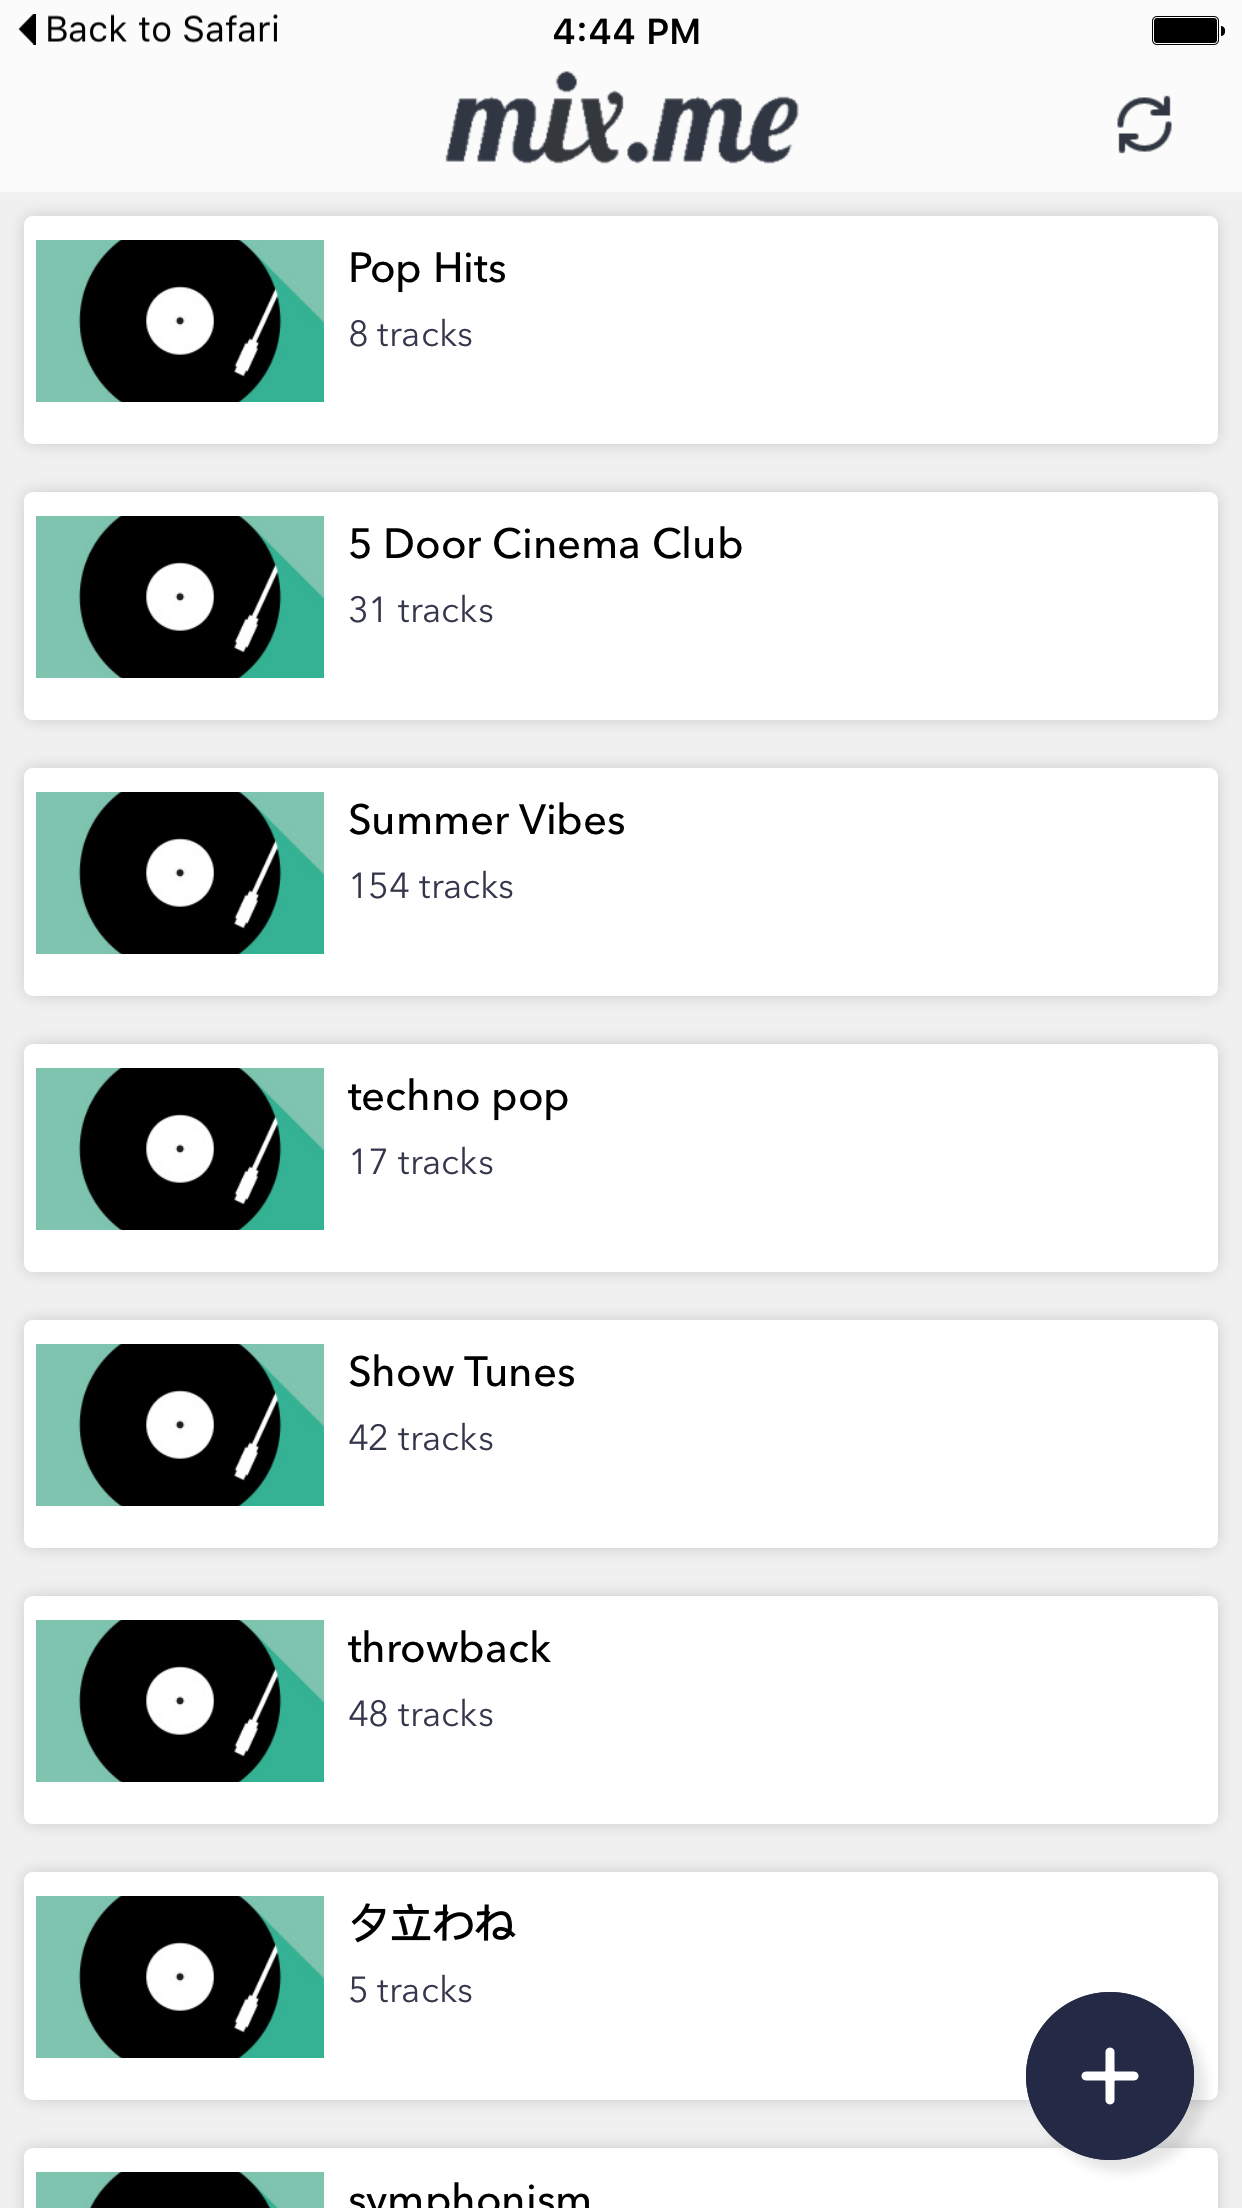 Back to Safari
4:44 PM
mix.me
Pop Hits
8 tracks
5 Door Cinema Club
31 tracks
Summer Vibes
154 tracks
techno pop
17 tracks
Show Tunes
42 tracks
throwback
48 tracks
夕立わね
5 tracks
symphonism